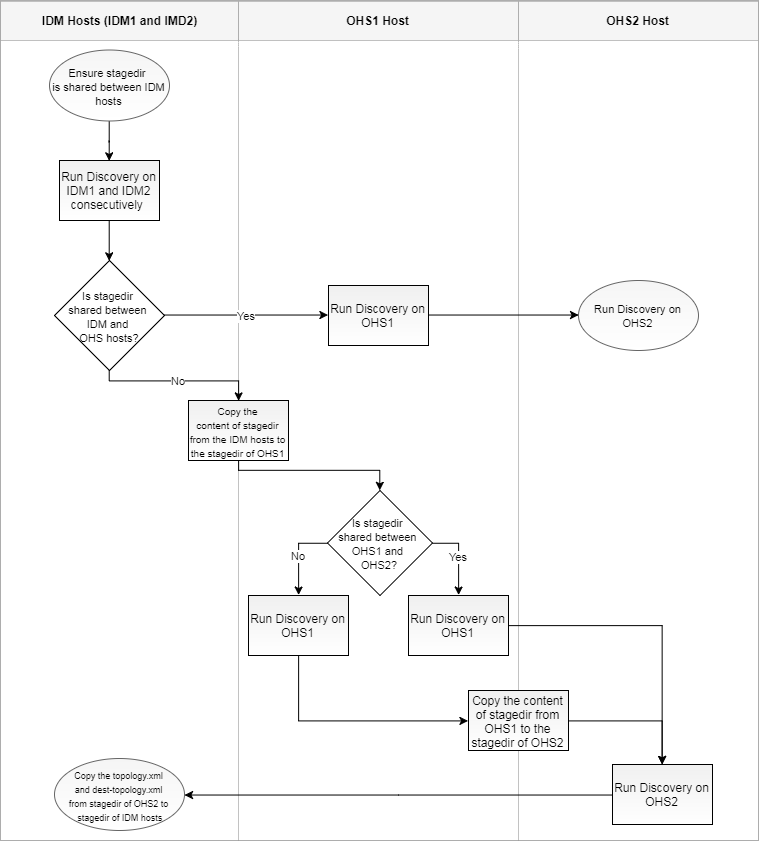 IDM Hosts (IDM1 and IMD2)
OHS1 Host
OHS2 Host
Ensure stagedir
is shared between IDM
hosts
Run Discovery on
IDM1 and IDM2
consecutively
Is stagedir
shared between
IDM and
OHS hosts?
Yes
Run Discovery on
OHS1
Run Discovery on
OHS2
No
Copy the
content of stagedir
from the IDM hosts to
the stagedir of OHS1
Is stagedir
shared between
OHS1 and
OHS2?
No
Yes
Run Discovery on
OHS1
Run Discovery on
OHS1
Copy the content
of stagedir from
OHS1 to the
stagedir of OHS2
Copy the topology.xml
and dest-topology.xml
from stagedir of OHS2 to
stagedir of IDM hosts
Run Discovery on
OHS2